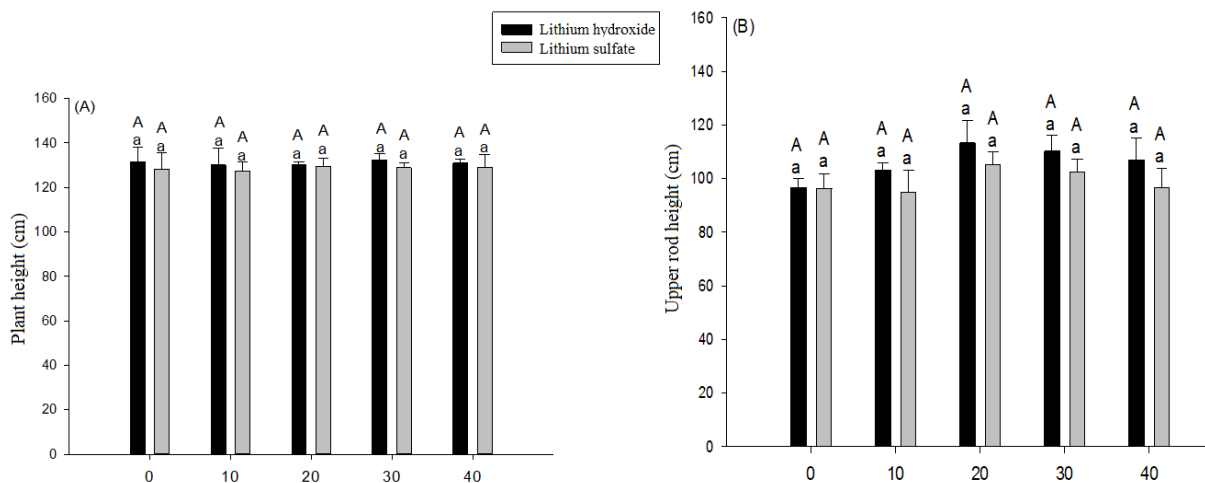 Lithium hydroxide
Lithium sulfate
(A)
Plant height (cm)
160
140
120
100
80
60
40
20
0
A A A A A A A A A A
a a a a a a a a a a
0 10 20 30 40
(B)
Upper rod height (cm)
160
140
120
100
80
60
40
20
0
A A A A A A A A A A
a a a a a a a a a a
0 10 20 30 40